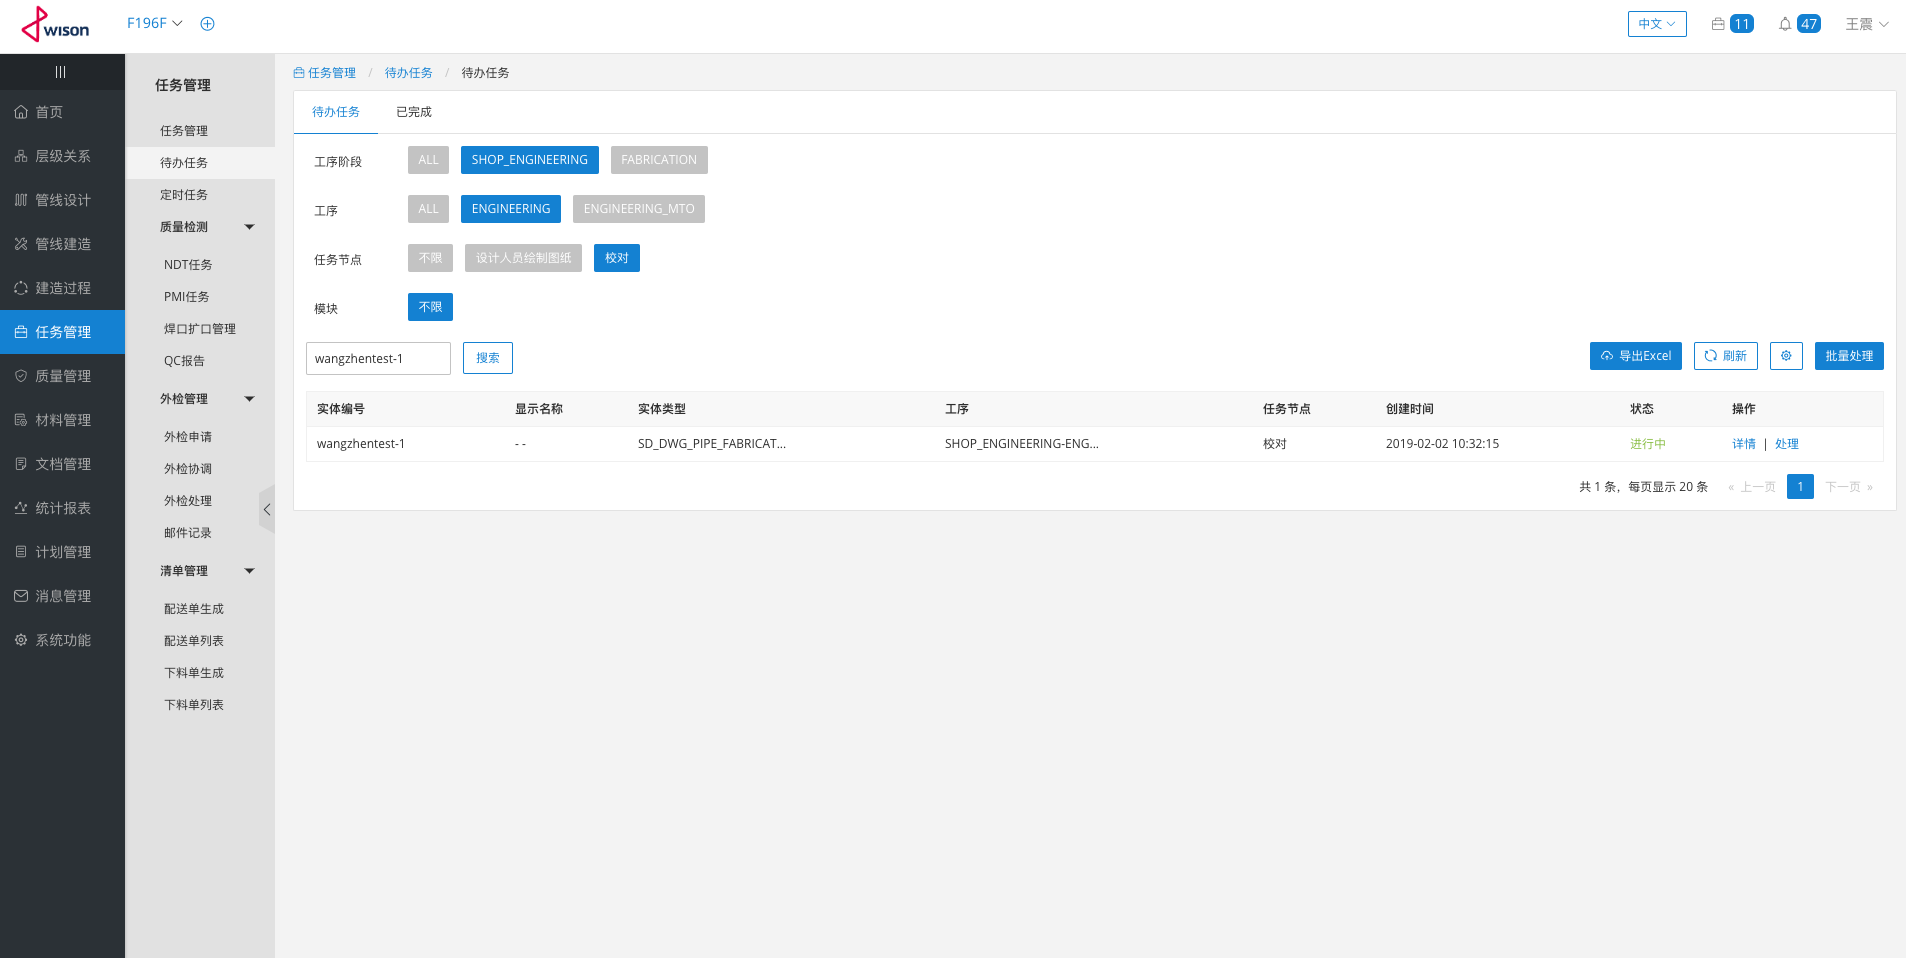 wison
F196F
中文
11
47
王震
首页
层级关系
管线设计
管线建造
建造过程
任务管理
质量管理
材料管理
文档管理
统计报表
计划管理
消息管理
系统功能
任务管理
任务管理
待办任务
定时任务
质量检测
NDT任务
PMI任务
焊口扩口管理
QC报告
外检管理
外检申请
外检协调
外检处理
邮件记录
清单管理
配送单生成
配送单列表
下料单生成
下料单列表
任务管理 / 待办任务 / 待办任务
待办任务 已完成
工序阶段 ALL SHOP_ENGINEERING FABRICATION
工序 ALL ENGINEERING ENGINEERING_MTO
任务节点 不限 设计人员绘制图纸 校对
模块 不限
wangzhentest-1 搜索 导出Excel 刷新 批量处理
实体编号 显示名称 实体类型 工序 任务节点 创建时间 状态 操作
wangzhentest-1 - - SD_DWG_PIPE_FABRICAT... SHOP_ENGINEERING-ENG... 校对 2019-02-02 10:32:15 进行中 详情 | 处理
共 1 条，每页显示 20 条 « 上一页 1 下一页 »